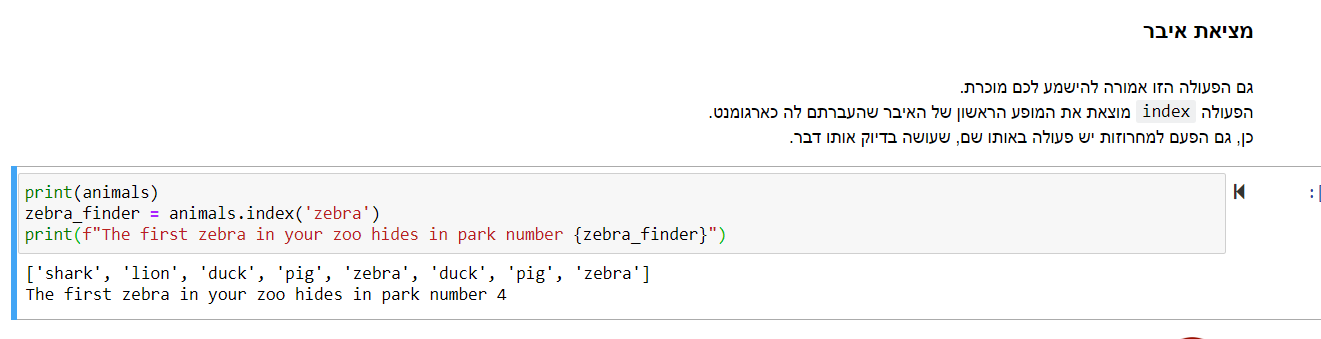 מציאת איבר
גם הפעולה הזו אמורה להישמע לכם מוכרת.
הפעולה index מוצאת את המופע הראשון של האיבר שהעברתם לה כארגומנט.
כן, גם הפעם למחרוזות יש פעולה באותו שם, שעושה בדיוק אותו דבר.
print(animals)
zebra_finder = animals.index('zebra')
print(f"The first zebra in your zoo hides in park number {zebra_finder}")
['shark', 'lion', 'duck', 'pig', 'zebra', 'duck', 'pig', 'zebra']
The first zebra in your zoo hides in park number 4